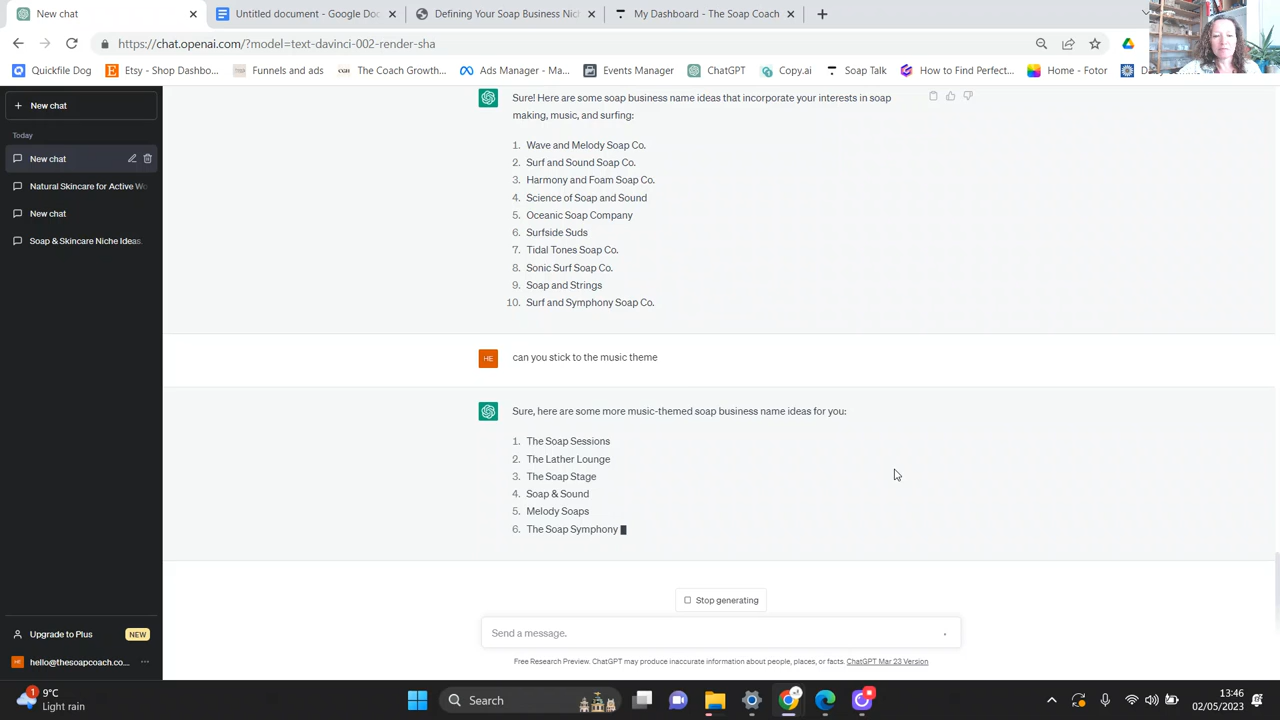 New chat
Untitled document - Google Doc
Defining Your Soap Business Nich
My Dashboard - The Soap Coach
https://chat.openai.com/?model=text-davinci-002-render-sha
Quickfile Dog
Etsy - Shop Dashbo...
Funnels and ads
The Coach Grolsh...
Ads Manager - Ma...
Events Manager
ChatGPT
Copy.ai
Soap Talk
How to Find Perfect...
Home - Fotor
New chat
Today
New chat
Natural Skincare for Active Wo
New chat
Soap & Skincare Niche Ideas.
Sure! Here are some soap business name ideas that incorporate your interests in soap
making, music, and surfing:
1. Wave and Melody Soap Co.
2. Surf and Sound Soap Co.
3. Harmony and Foam Soap Co.
4. Science of Soap and Sound
5. Oceanic Soap Company
6. Surfside Suds
7. Tidal Tones Soap Co.
8. Sonic Surf Soap Co.
9. Soap and Strings
10. Surf and Symphony Soap Co.
HE
can you stick to the music theme
Sure, here are some more music-themed soap business name ideas for you:
1. The Soap Sessions
2. The Lather Lounge
3. The Soap Stage
4. Soap & Sound
5. Melody Soaps
6. The Soap Symphony
Stop generating
Send a message.
Free Research Preview. ChatGPT may produce inaccurate information about people, places, or facts. ChatGPT Mar 23 Version
Upgrade to Plus
NEW
HE
hello@thesoapcoach.co...
1
9°C
Light rain
Search
13:46
02/05/2023